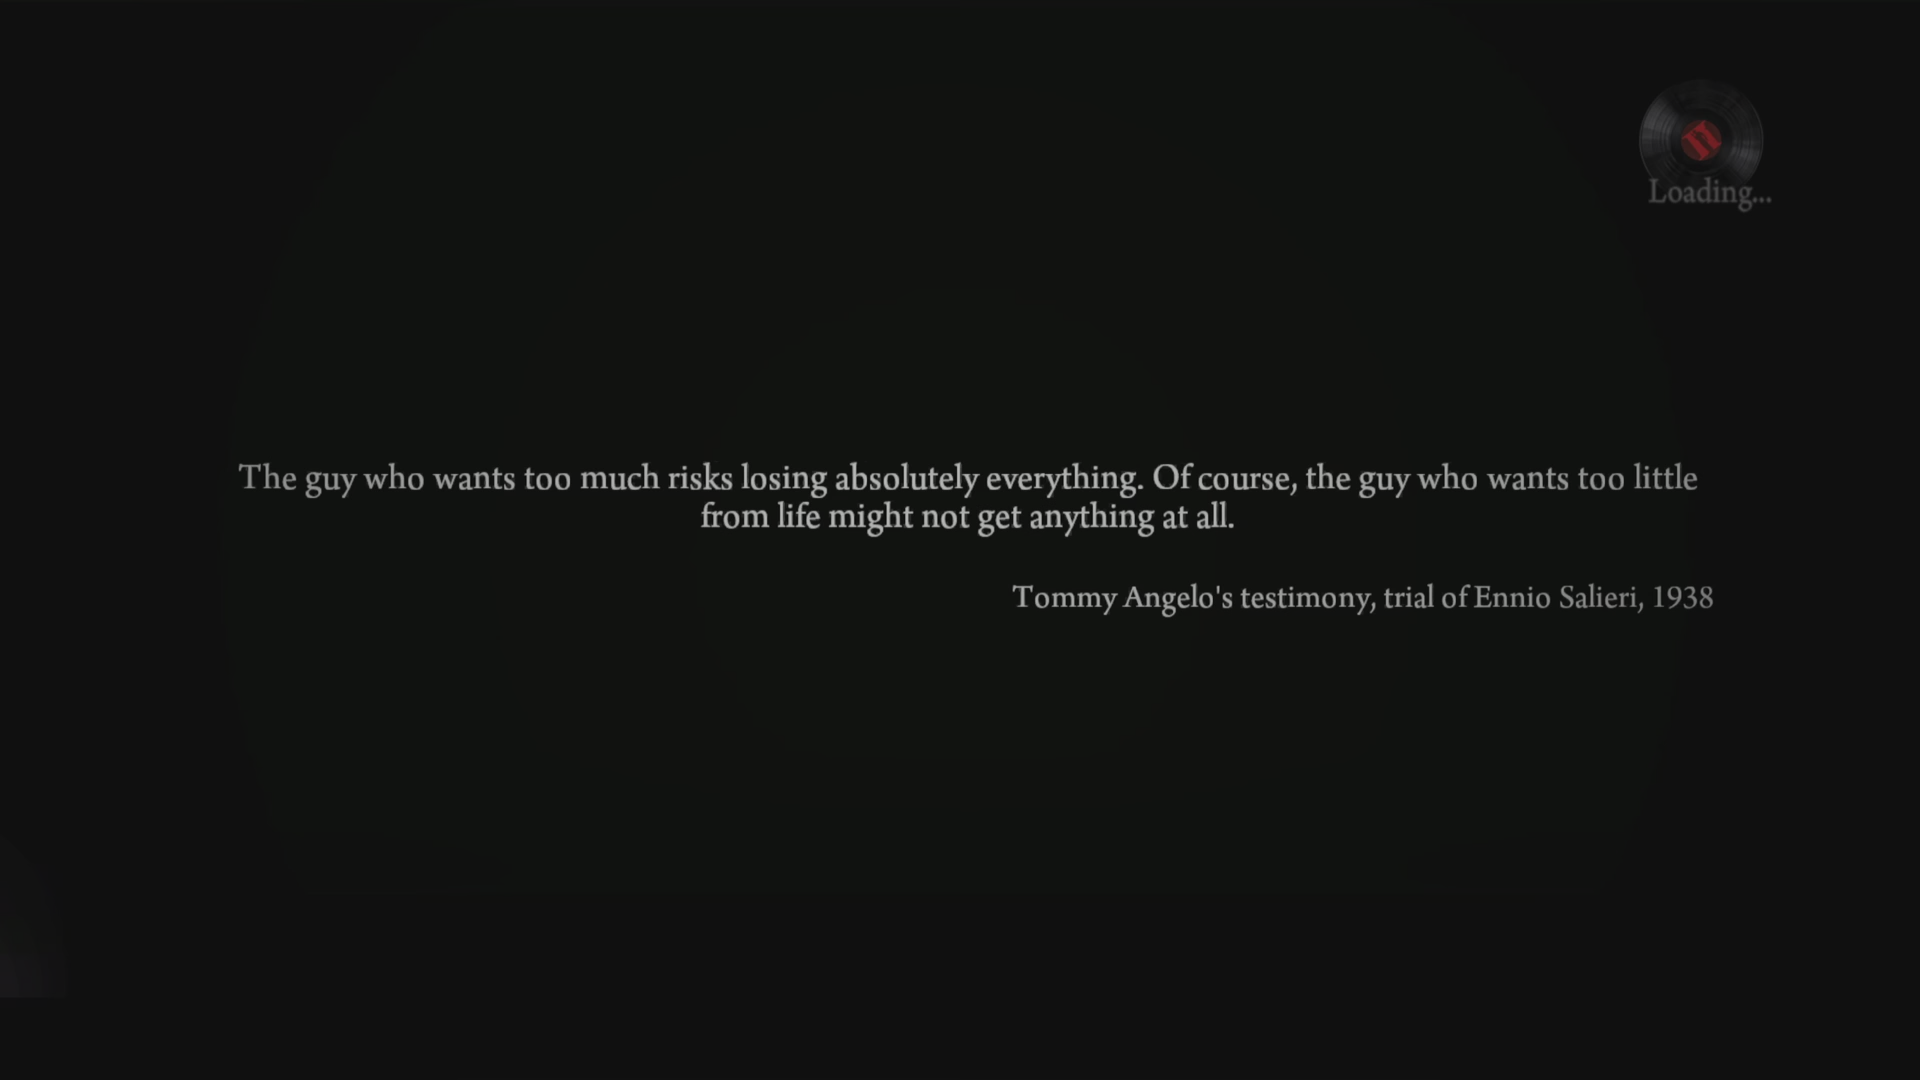 Loading...
The guy who wants too much risks losing absolutely everything. Of course, the guy who wants too little
from life might not get anything at all.
Tommy Angelo's testimony, trial of Ennio Salieri, 1938